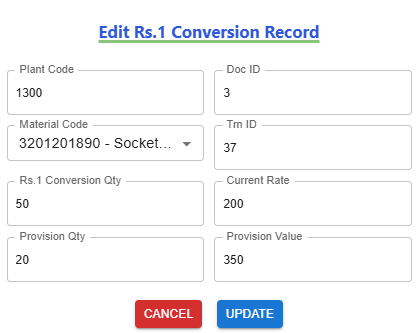 Edit Rs.1 Conversion Record
Plant Code
1300
Doc ID
3
Material Code
3201201890 - Socket...
Trn ID
37
Rs.1 Conversion Qty
50
Current Rate
200
Provision Qty
20
Provision Value
350
CANCEL
UPDATE